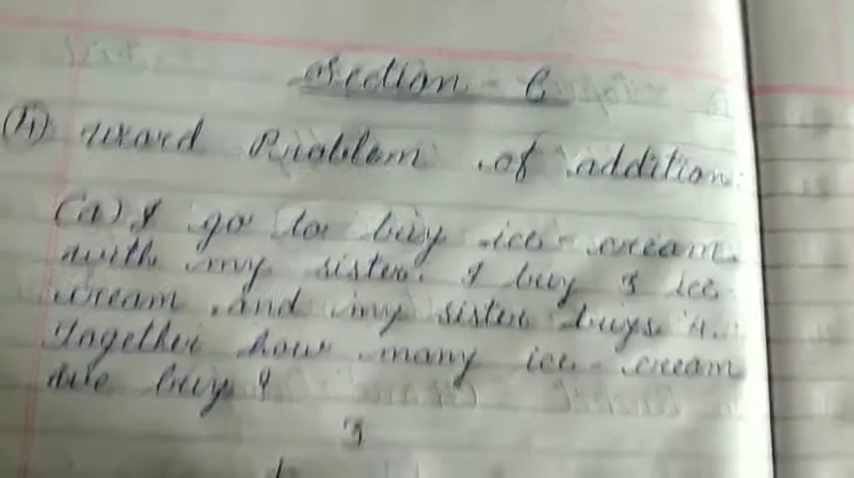 Section - C
word Problem of addition:
(a) I go to buy ice-cream
with my sister. I buy 3 ice
cream and my sister buys 4.
Together how many ice-cream
we buy?
3